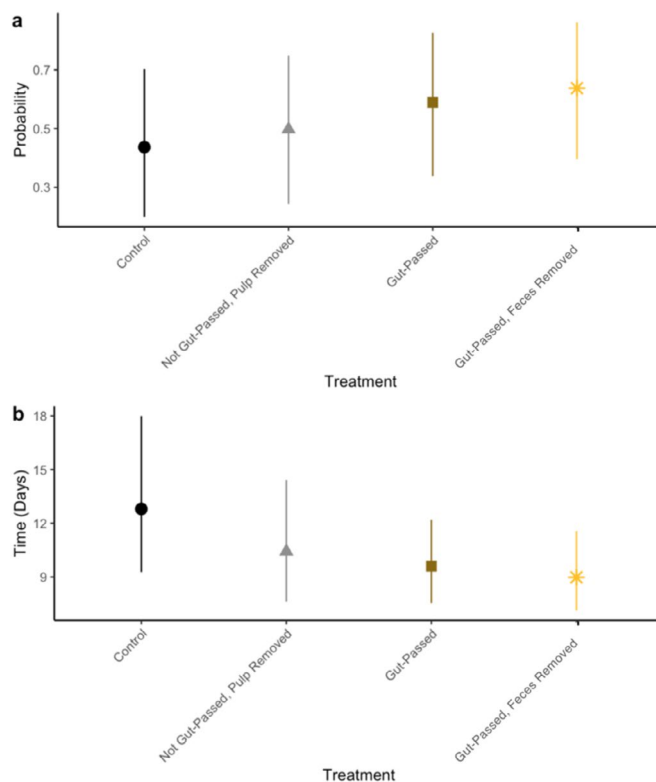 a
Probability
0.7
0.5
0.3
Control
Not Gut-Passed, Pulp Removed
Gut-Passed
Gut-Passed, Feces Removed
Treatment
b
Time (Days)
18
15
12
9
Control
Not Gut-Passed, Pulp Removed
Gut-Passed
Gut-Passed, Feces Removed
Treatment